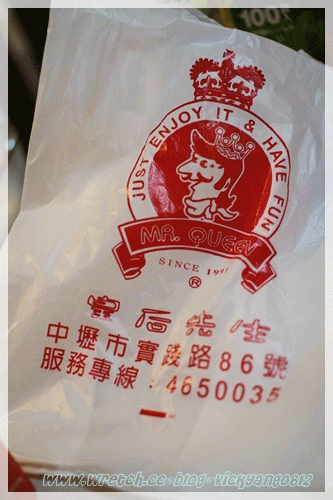 100%
JUST ENJOY IT & HAVE FUN
MR. QUEEN
SINCE 199
®
皇后先生
中壢市實踐路86號
服務專線：4650035
www.wretch.cc-blog-vickyang0812